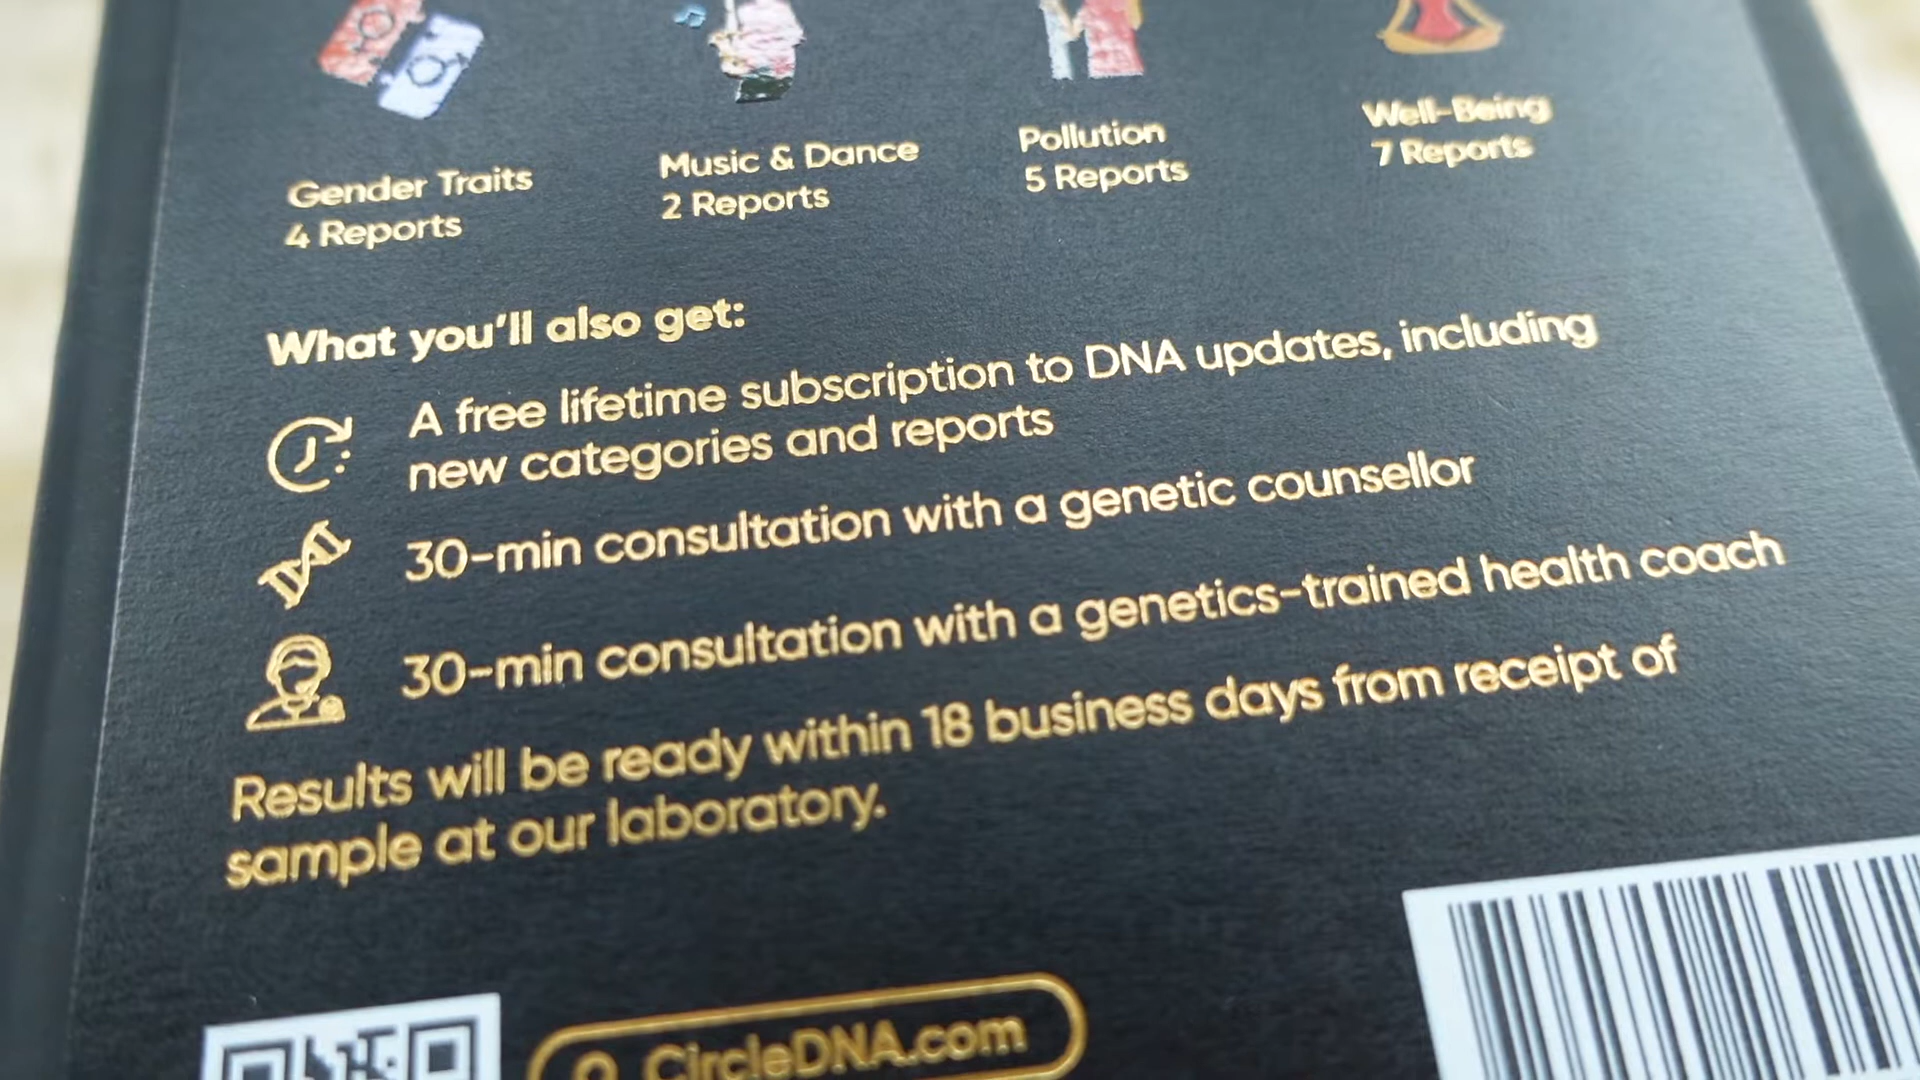 Gender Traits
4 Reports
Music & Dance
2 Reports
Pollution
5 Reports
Well-Being
7 Reports
What you'll also get:
A free lifetime subscription to DNA updates, including
new categories and reports
30-min consultation with a genetic counsellor
30-min consultation with a genetics-trained health coach
Results will be ready within 18 business days from receipt of
sample at our laboratory.
CircleDNA.com